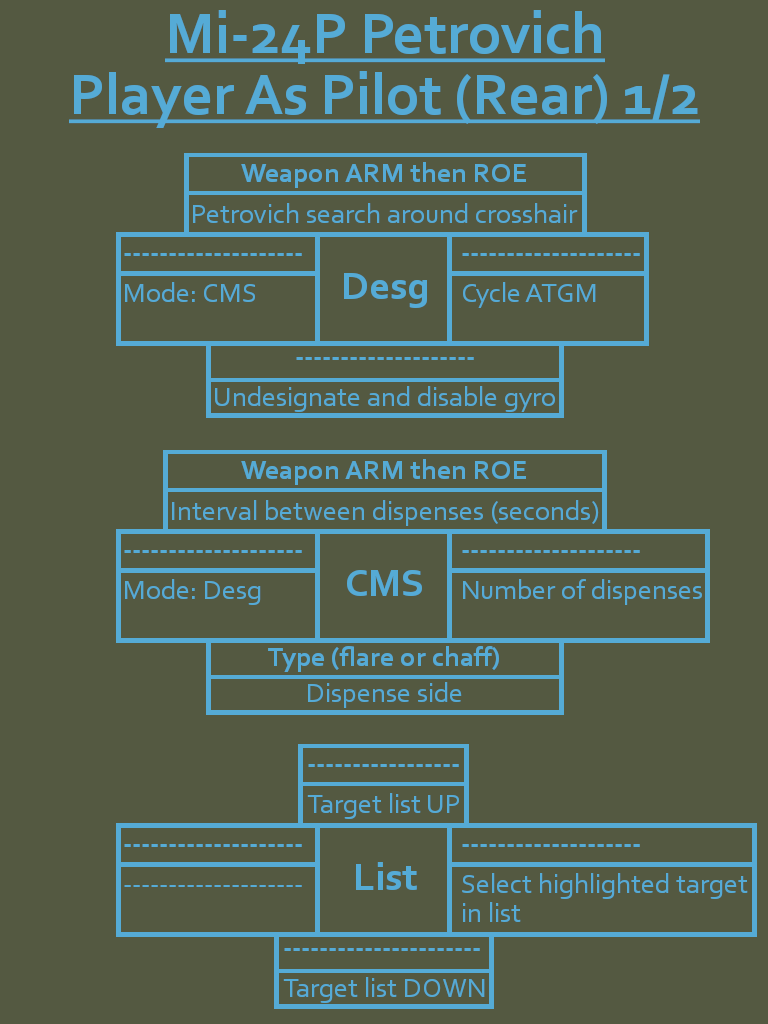 Mi-24P Petrovich
Player As Pilot (Rear) 1/2
Weapon ARM then ROE
Petrovich search around crosshair
--------------------
Mode: CMS
Desg
--------------------
Cycle ATGM
--------------------
Undesignate and disable gyro
Weapon ARM then ROE
Interval between dispenses (seconds)
--------------------
Mode: Desg
CMS
--------------------
Number of dispenses
Type (flare or chaff)
Dispense side
-----------------
Target list UP
--------------------
--------------------
List
--------------------
Select highlighted target
in list
----------------------
Target list DOWN